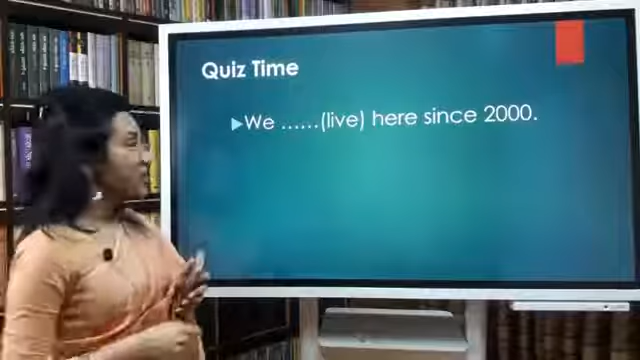 Quiz Time
We ......(live) here since 2000.